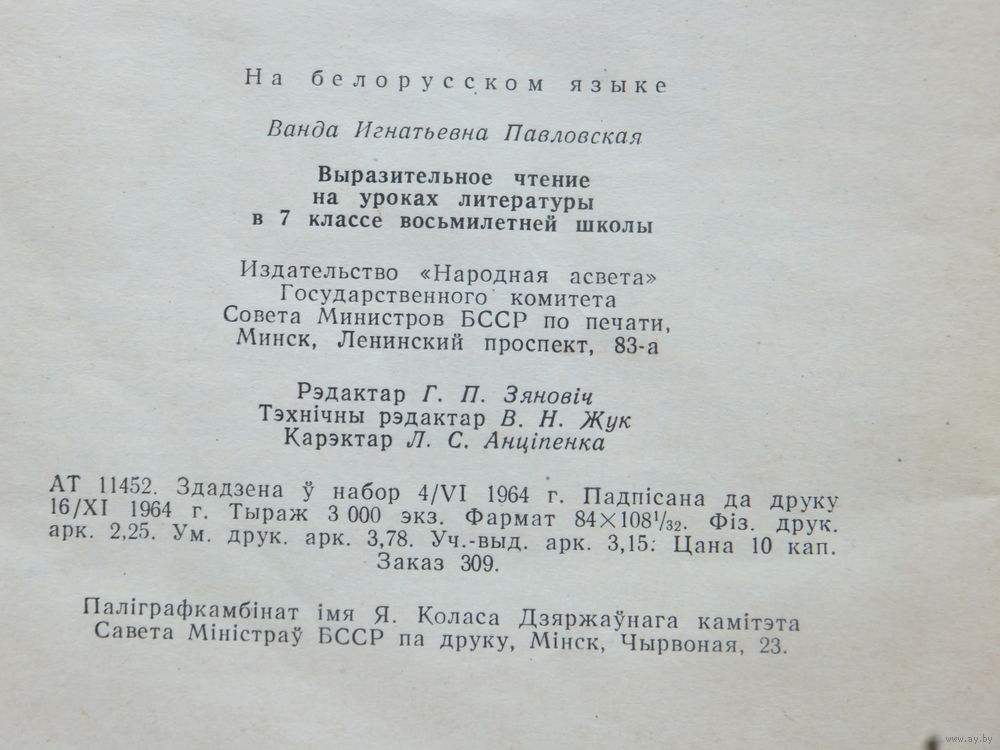 На белорусском языке
Ванда Игнатьевна Павловская
Выразительное чтение
на уроках литературы
в 7 классе восьмилетней школы
Издательство «Народная асвета»
Государственного комитета
Совета Министров БССР по печати,
Минск, Ленинский проспект, 83-а
Рэдактар Г. П. Зяновіч
Тэхнічны рэдактар В. Н. Жук
Карэктар Л. С. Анціпенка
АТ 11452. Здадзена ў набор 4/VI 1964 г. Падпісана да друку
16/XI 1964 г. Тыраж 3 000 экз. Фармат 84×108¹/₃₂. Фіз. друк.
арк. 2,25. Ум. друк. арк. 3,78. Уч.-выд. арк. 3,15. Цана 10 кап.
Заказ 309.
Паліграфкамбінат імя Я. Коласа Дзяржаўнага камітэта
Савета Міністраў БССР па друку, Мінск, Чырвоная, 23.
www.ay.by